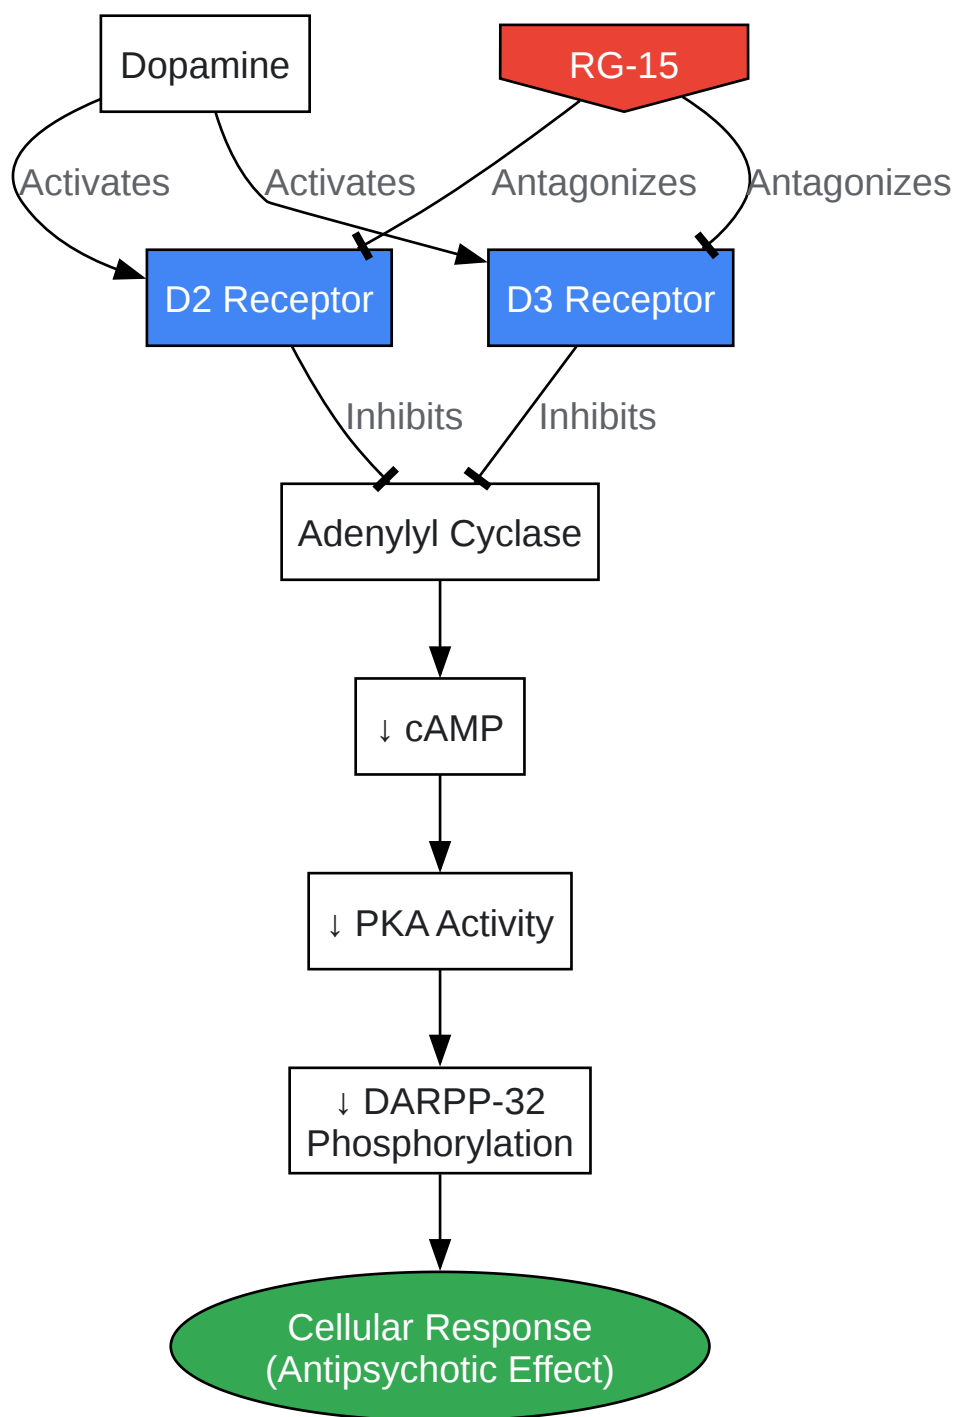 Dopamine
RG-15
Activates
Activates
Antagonizes
Antagonizes
D2 Receptor
D3 Receptor
Inhibits
Inhibits
Adenylyl Cyclase
↓ cAMP
↓ PKA Activity
↓ DARPP-32
Phosphorylation
Cellular Response
(Antipsychotic Effect)